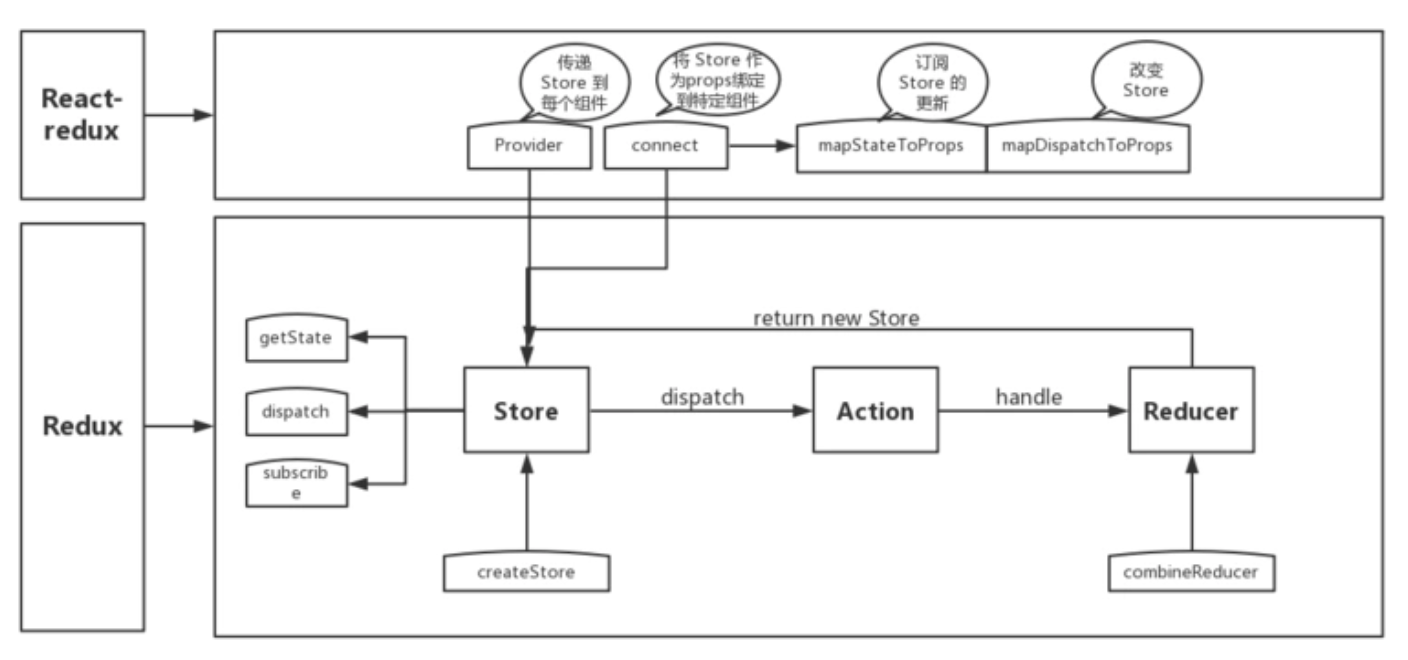 React-
redux
传递
Store 到
每个组件
将 Store 作
为props绑定
到特定组件
订阅
Store 的
更新
改变
Store
Provider
connect
mapStateToProps
mapDispatchToProps
Redux
return new Store
getState
dispatch
subscrib
e
Store
dispatch
Action
handle
Reducer
createStore
combineReducer